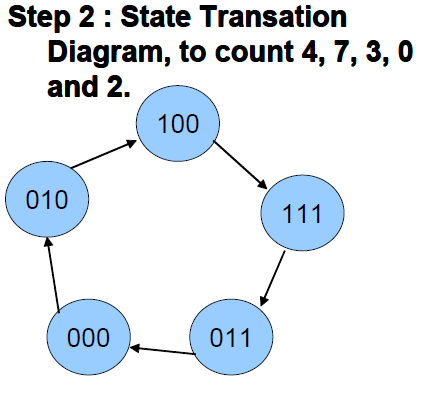 Step 2 : State Transation
Diagram, to count 4, 7, 3, 0
and 2.
100
010
111
000
011